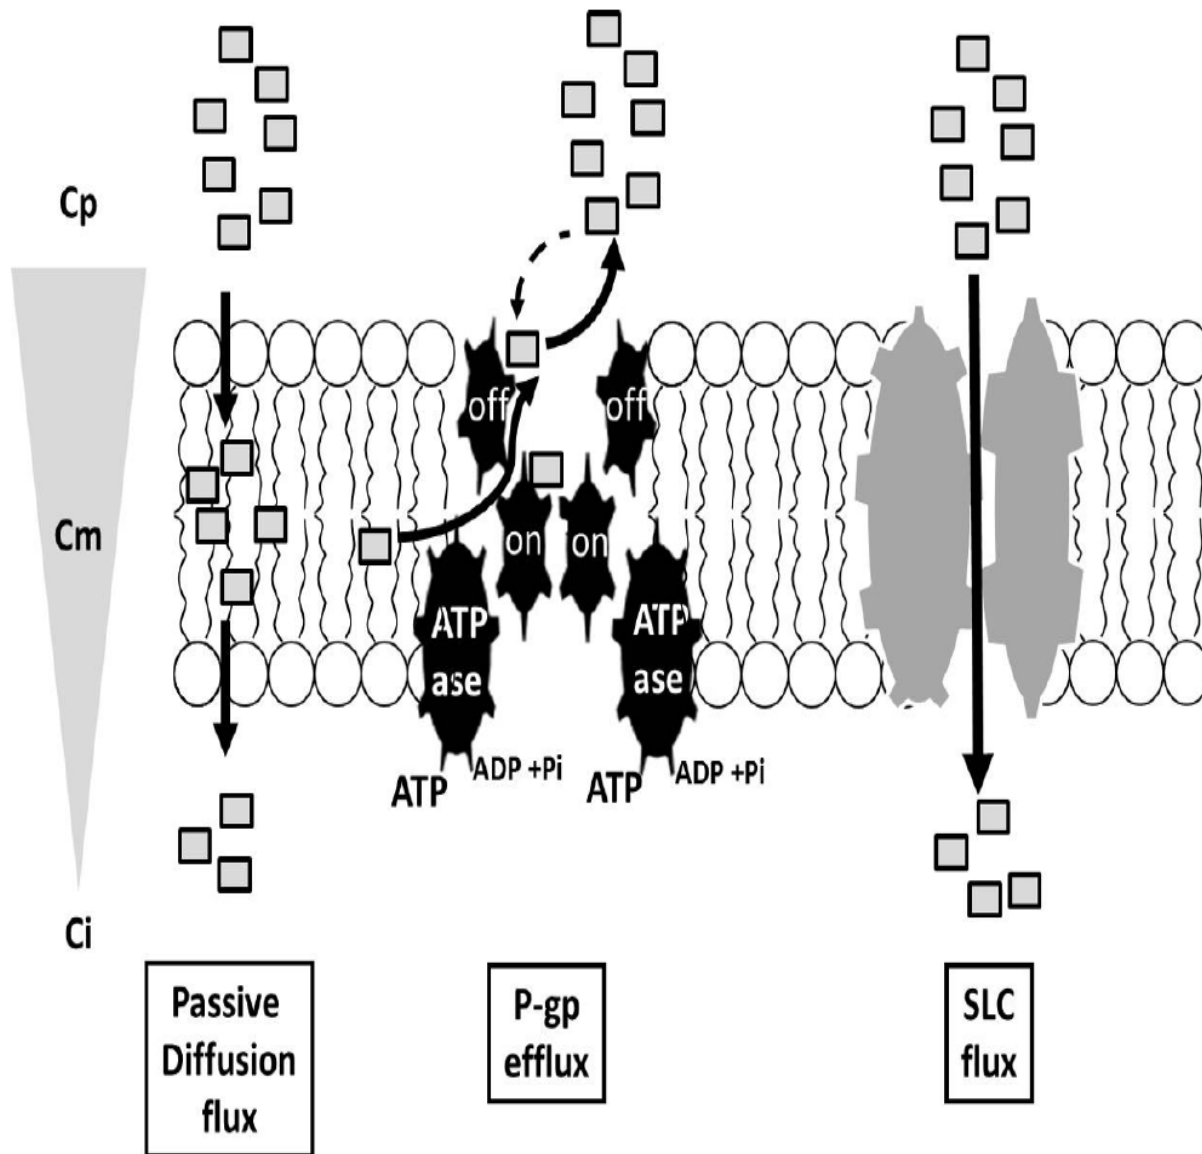 Cp
off
off
Cm
on
on
ATP
ase
ATP
ase
ATP
ADP +Pi
ATP
ADP +Pi
Ci
Passive
Diffusion
flux
P-gp
efflux
SLC
flux